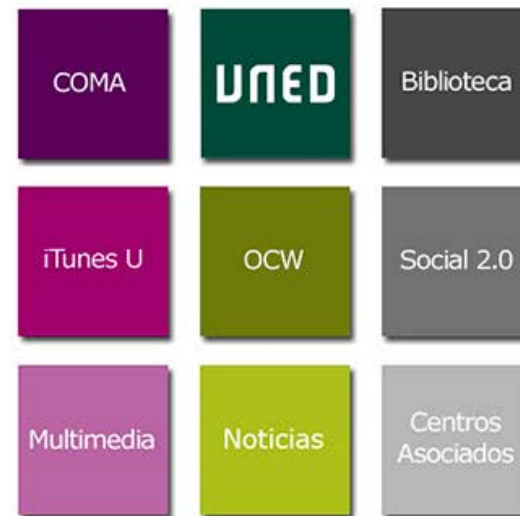 COMA
UNED
Biblioteca
iTunes U
OCW
Social 2.0
Multimedia
Noticias
Centros
Asociados